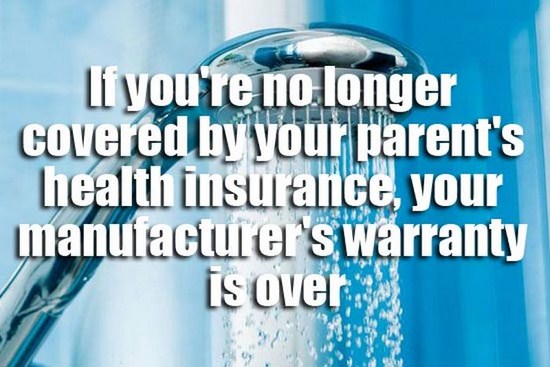 If you're no longer
covered by your parent's
health insurance, your
manufacturer's warranty
is over